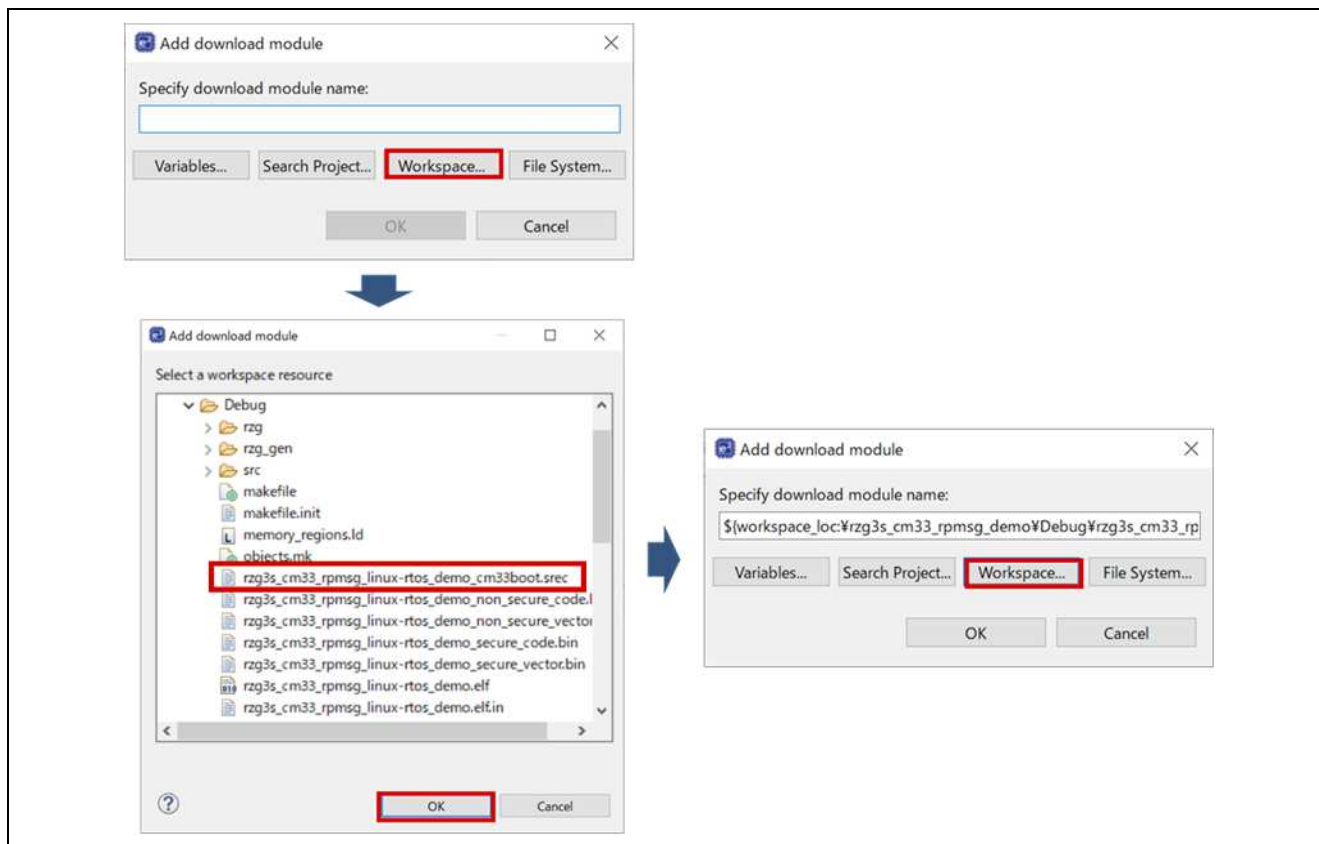 Add download module
Specify download module name:
Variables... Search Project... Workspace... File System...
OK Cancel
Add download module
Select a workspace resource
Debug
rzg
rzg_gen
src
makefile
makefile.init
memory_regions.ld
objects.mk
rzg3s_cm33_rpmsg_linux-rtos_demo_cm33boot.srec
rzg3s_cm33_rpmsg_linux-rtos_demo_non_secure_code.l
rzg3s_cm33_rpmsg_linux-rtos_demo_non_secure_vector
rzg3s_cm33_rpmsg_linux-rtos_demo_secure_code.bin
rzg3s_cm33_rpmsg_linux-rtos_demo_secure_vector.bin
rzg3s_cm33_rpmsg_linux-rtos_demo.elf
rzg3s_cm33_rpmsg_linux-rtos_demo.elf.in
OK Cancel
Add download module
Specify download module name:
${workspace_loc:¥rzg3s_cm33_rpmsg_demo¥Debug¥rzg3s_cm33_rp
Variables... Search Project... Workspace... File System...
OK Cancel